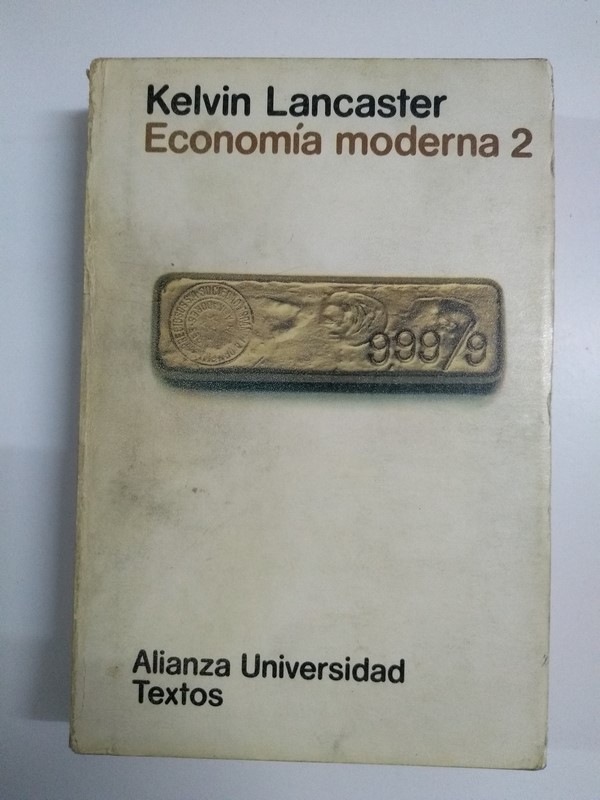 Kelvin Lancaster
Economía moderna 2
999/9
Alianza Universidad
Textos